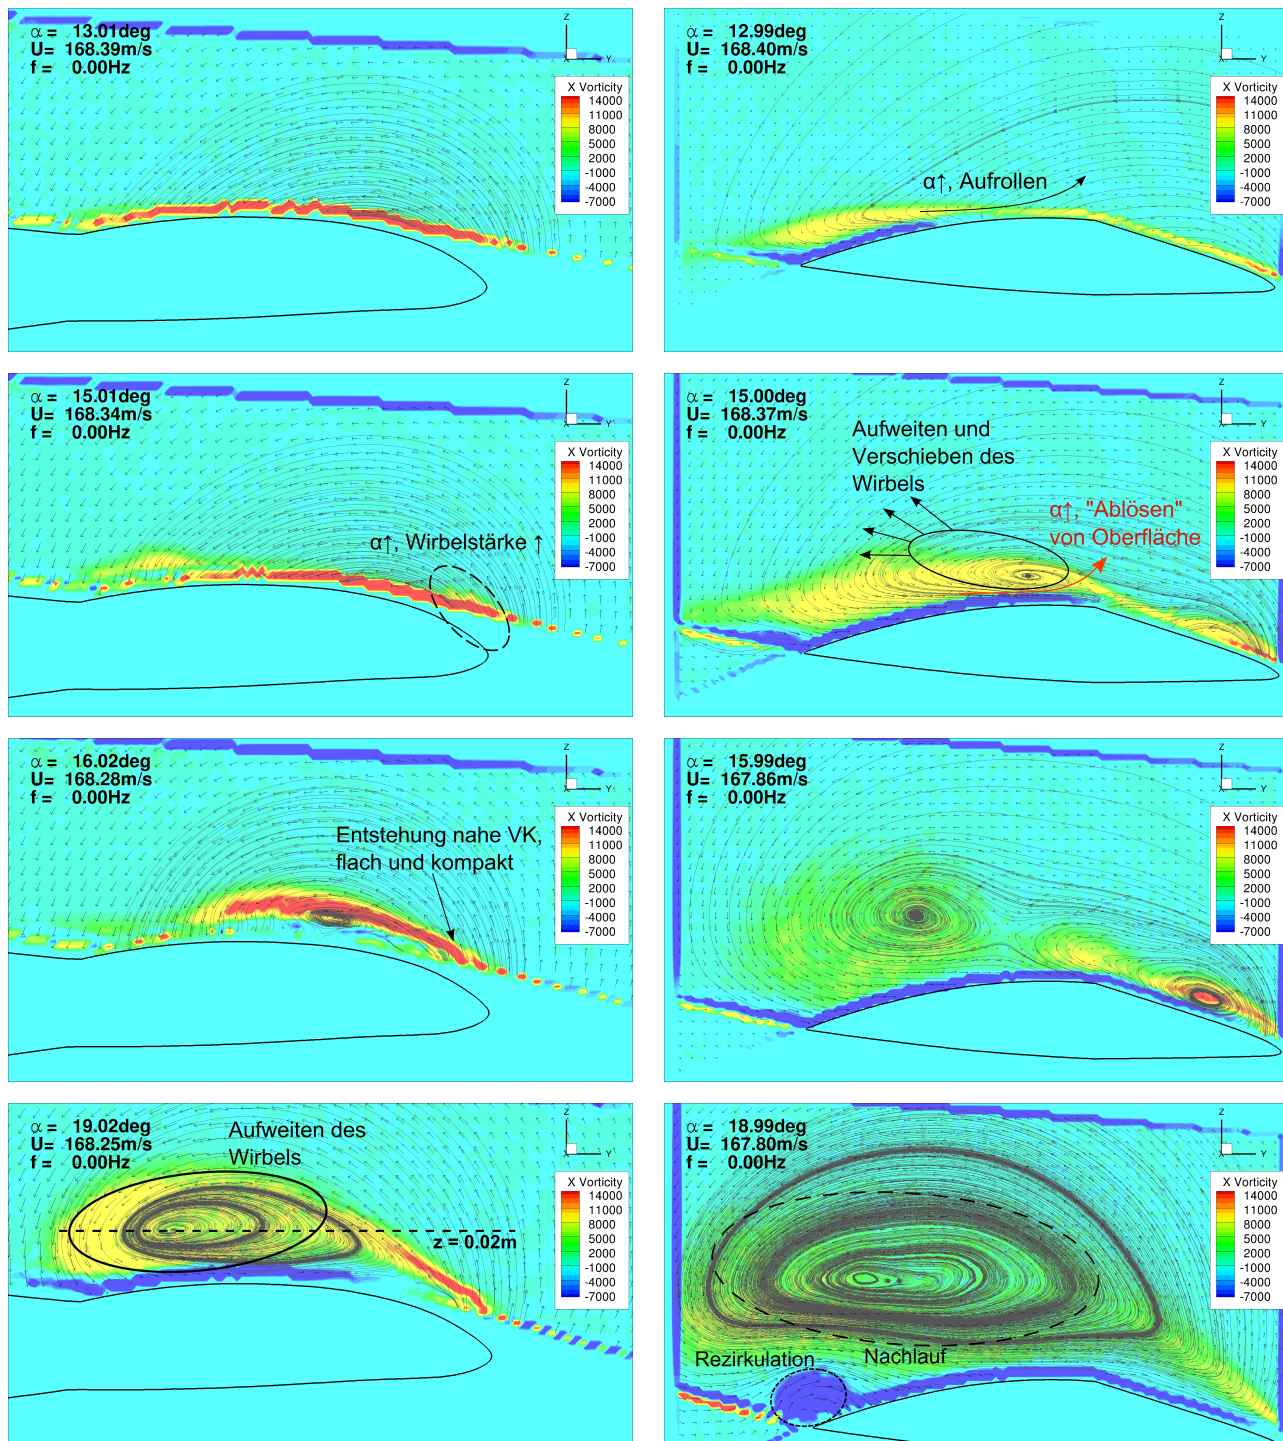 α = 13.01deg
U= 168.39m/s
f = 0.00Hz
Z
X Y
X Vorticity
14000
11000
8000
5000
2000
-1000
-4000
-7000
α = 12.99deg
U= 168.40m/s
f = 0.00Hz
Z
X Y
X Vorticity
14000
11000
8000
5000
2000
-1000
-4000
-7000
α↑, Aufrollen
α = 15.01deg
U= 168.34m/s
f = 0.00Hz
Z
X Y
X Vorticity
14000
11000
8000
5000
2000
-1000
-4000
-7000
α↑, Wirbelstärke ↑
α = 15.00deg
U= 168.37m/s
f = 0.00Hz
Z
X Y
X Vorticity
14000
11000
8000
5000
2000
-1000
-4000
-7000
Aufweiten und
Verschieben des
Wirbels
α↑, "Ablösen"
von Oberfläche
α = 16.02deg
U= 168.28m/s
f = 0.00Hz
Z
X Y
X Vorticity
14000
11000
8000
5000
2000
-1000
-4000
-7000
Entstehung nahe VK,
flach und kompakt
α = 15.99deg
U= 167.86m/s
f = 0.00Hz
Z
X Y
X Vorticity
14000
11000
8000
5000
2000
-1000
-4000
-7000
α = 19.02deg
U= 168.25m/s
f = 0.00Hz
Z
X Y
X Vorticity
14000
11000
8000
5000
2000
-1000
-4000
-7000
Aufweiten des
Wirbels
z = 0.02m
α = 18.99deg
U= 167.80m/s
f = 0.00Hz
Z
X Y
X Vorticity
14000
11000
8000
5000
2000
-1000
-4000
-7000
Rezirkulation
Nachlauf